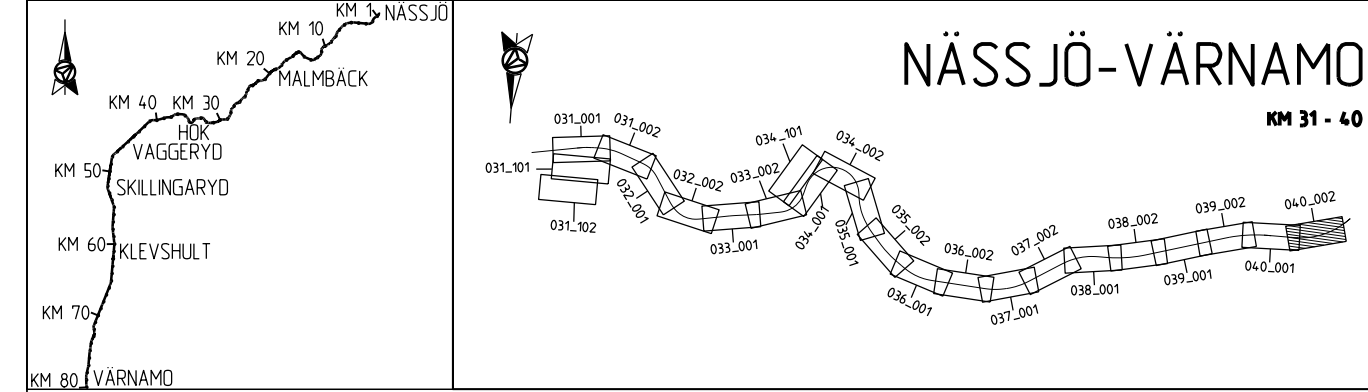 KM 1 NÄSSJÖ
KM 10
KM 20
MALMBÄCK
KM 40 KM 30
HOK
VAGGERYD
KM 50
SKILLINGARYD
KM 60 KLEVSHULT
KM 70
KM 80 VÄRNAMO
NÄSSJÖ-VÄRNAMO
KM 31 - 40
031_001
031_002
031_101
031_102
032_001
032_002
033_001
033_002
034_101
034_001
034_002
035_001
035_002
036_001
036_002
037_001
037_002
038_001
038_002
039_001
039_002
040_001
040_002